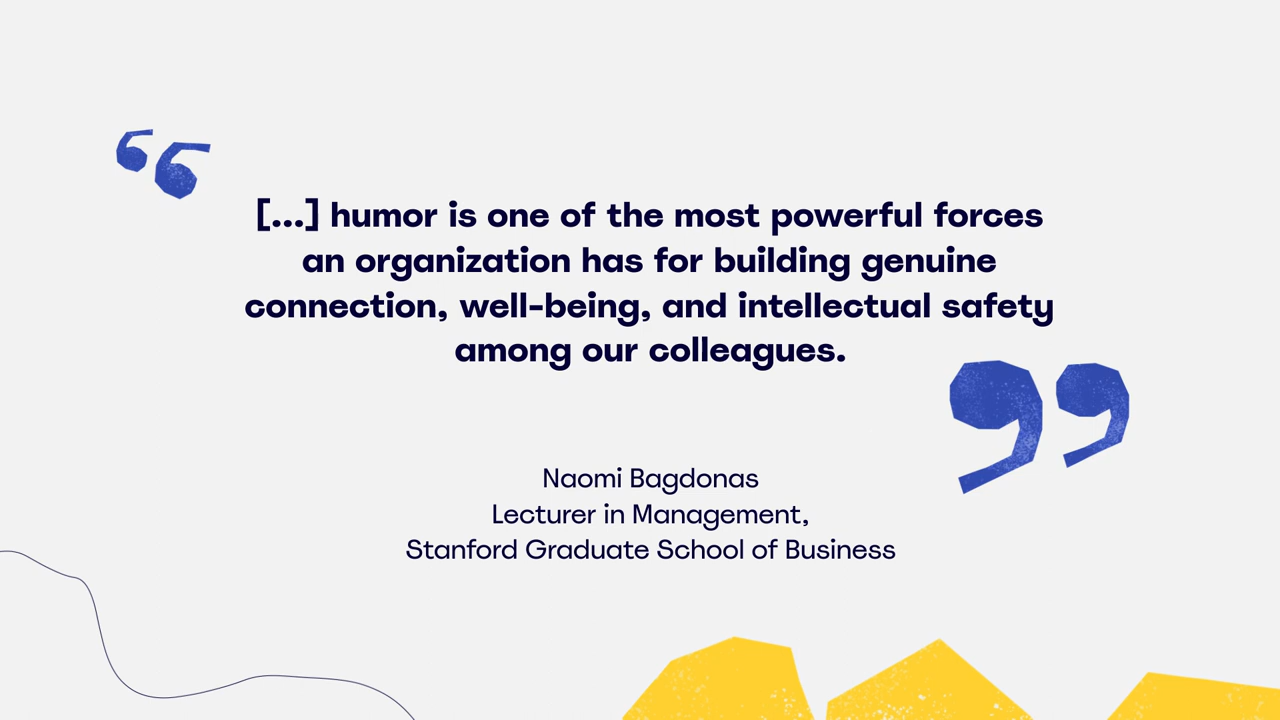 “
[...] humor is one of the most powerful forces
an organization has for building genuine
connection, well-being, and intellectual safety
among our colleagues.
”
Naomi Bagdonas
Lecturer in Management,
Stanford Graduate School of Business